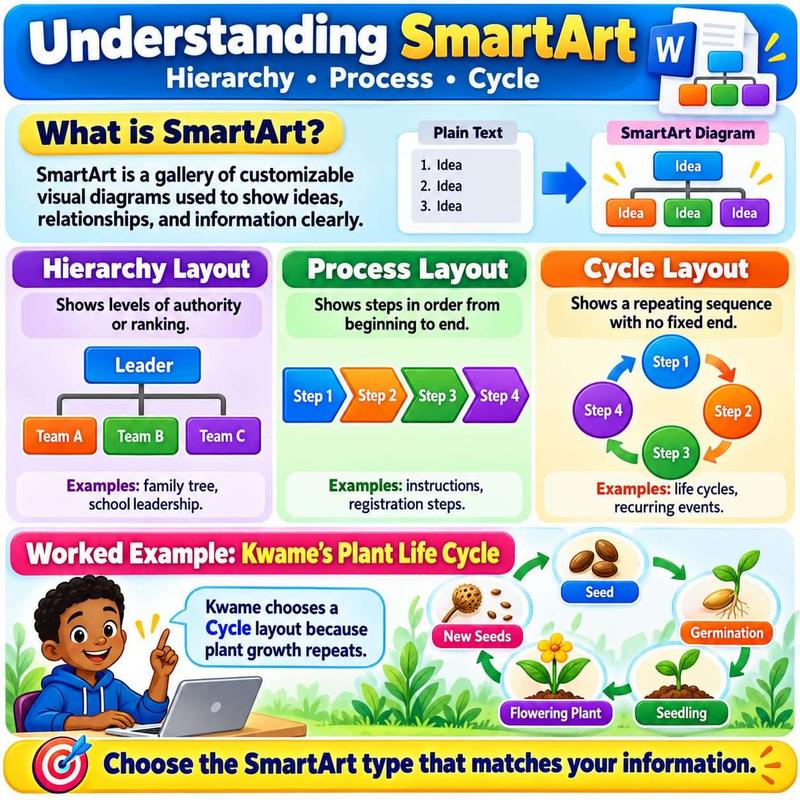 Understanding SmartArt
W
Hierarchy • Process • Cycle
What is SmartArt?
SmartArt is a gallery of customizable
visual diagrams used to show ideas,
relationships, and information clearly.
Plain Text
1. Idea
2. Idea
3. Idea
SmartArt Diagram
Idea
Idea
Idea
Idea
Hierarchy Layout
Shows levels of authority
or ranking.
Leader
Team A
Team B
Team C
Examples: family tree,
school leadership.
Process Layout
Shows steps in order from
beginning to end.
Step 1
Step 2
Step 3
Step 4
Examples: instructions,
registration steps.
Cycle Layout
Shows a repeating sequence
with no fixed end.
Step 1
Step 2
Step 3
Step 4
Examples: life cycles,
recurring events.
Worked Example: Kwame's Plant Life Cycle
Kwame chooses a
Cycle layout because
plant growth repeats.
Seed
Germination
Seedling
Flowering Plant
New Seeds
Choose the SmartArt type that matches your information.